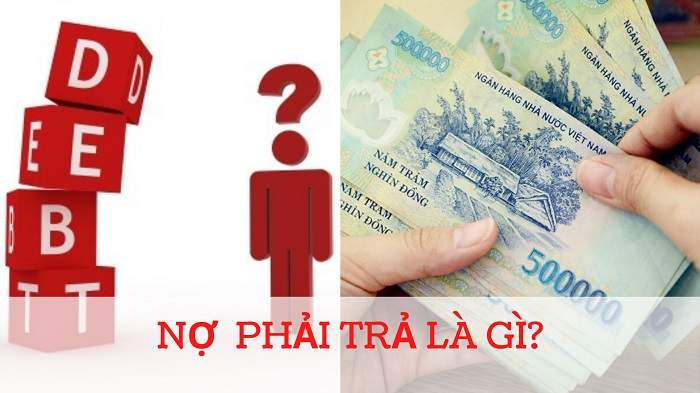 D D
E E
B B
T T
?
500000
NGÂN HÀNG NHÀ NƯỚC VIỆT NAM
NĂM TRĂM
NGHÌN ĐỒNG
NĂM TRĂM
NGHÌN ĐỒNG
500000
NỢ PHẢI TRẢ LÀ GÌ?